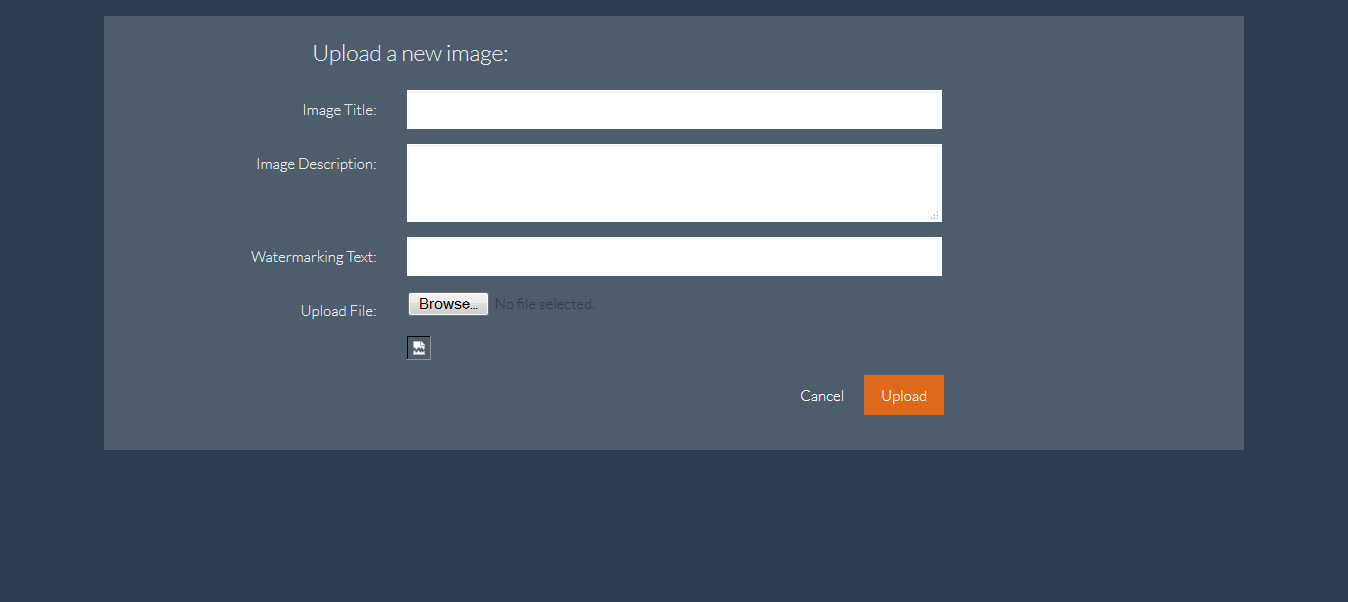 Upload a new image:
Image Title:
Image Description:
Watermarking Text:
Upload File: Browse... No file selected.
Cancel Upload